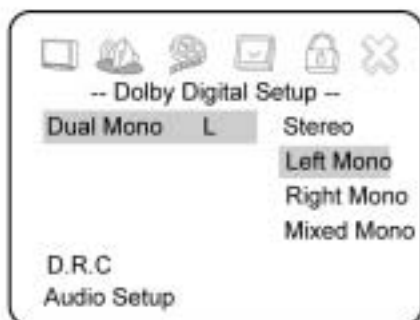 -- Dolby Digital Setup --
Dual Mono L Stereo
Left Mono
Right Mono
Mixed Mono
D.R.C
Audio Setup